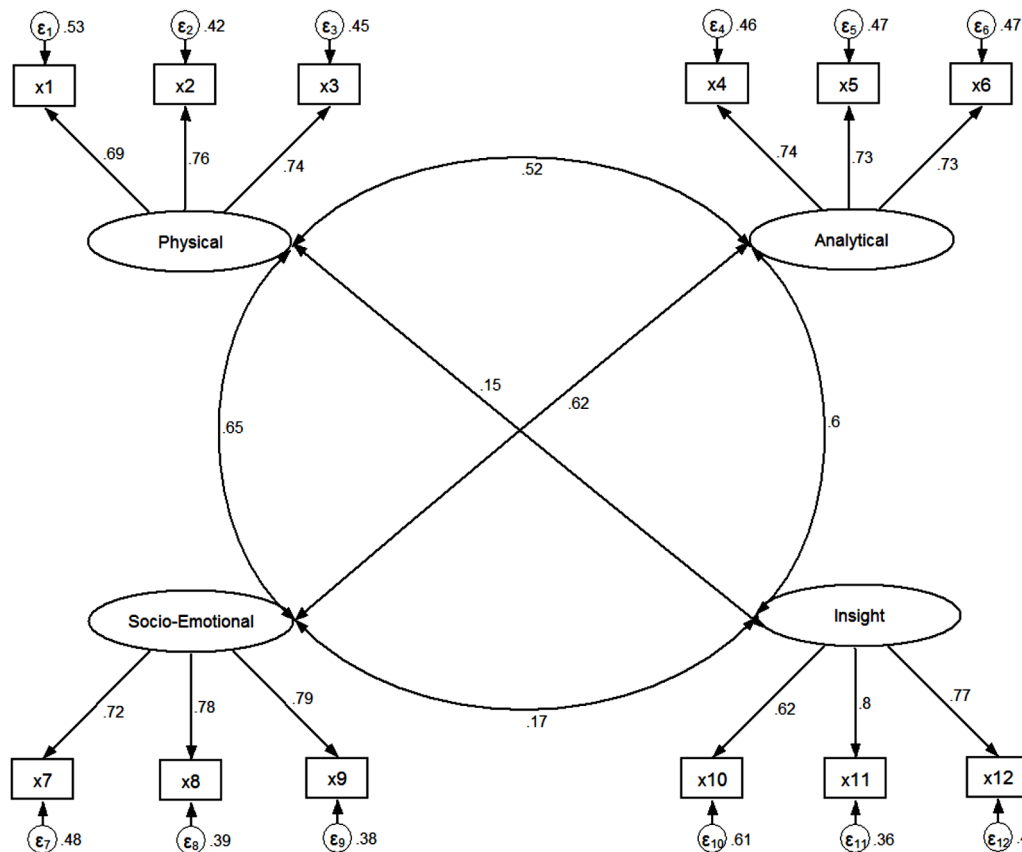 ε1 .53 ε2 .42 ε3 .45 ε4 .46 ε5 .47 ε6 .47
x1 x2 x3 x4 x5 x6
.69 .76 .74 .74 .73 .73
.52
Physical Analytical
.15 .62
.65 .6
Socio-Emotional Insight
.72 .78 .79 .62 .8 .77
.17
x7 x8 x9 x10 x11 x12
ε7 .48 ε8 .39 ε9 .38 ε10 .61 ε11 .36 ε12